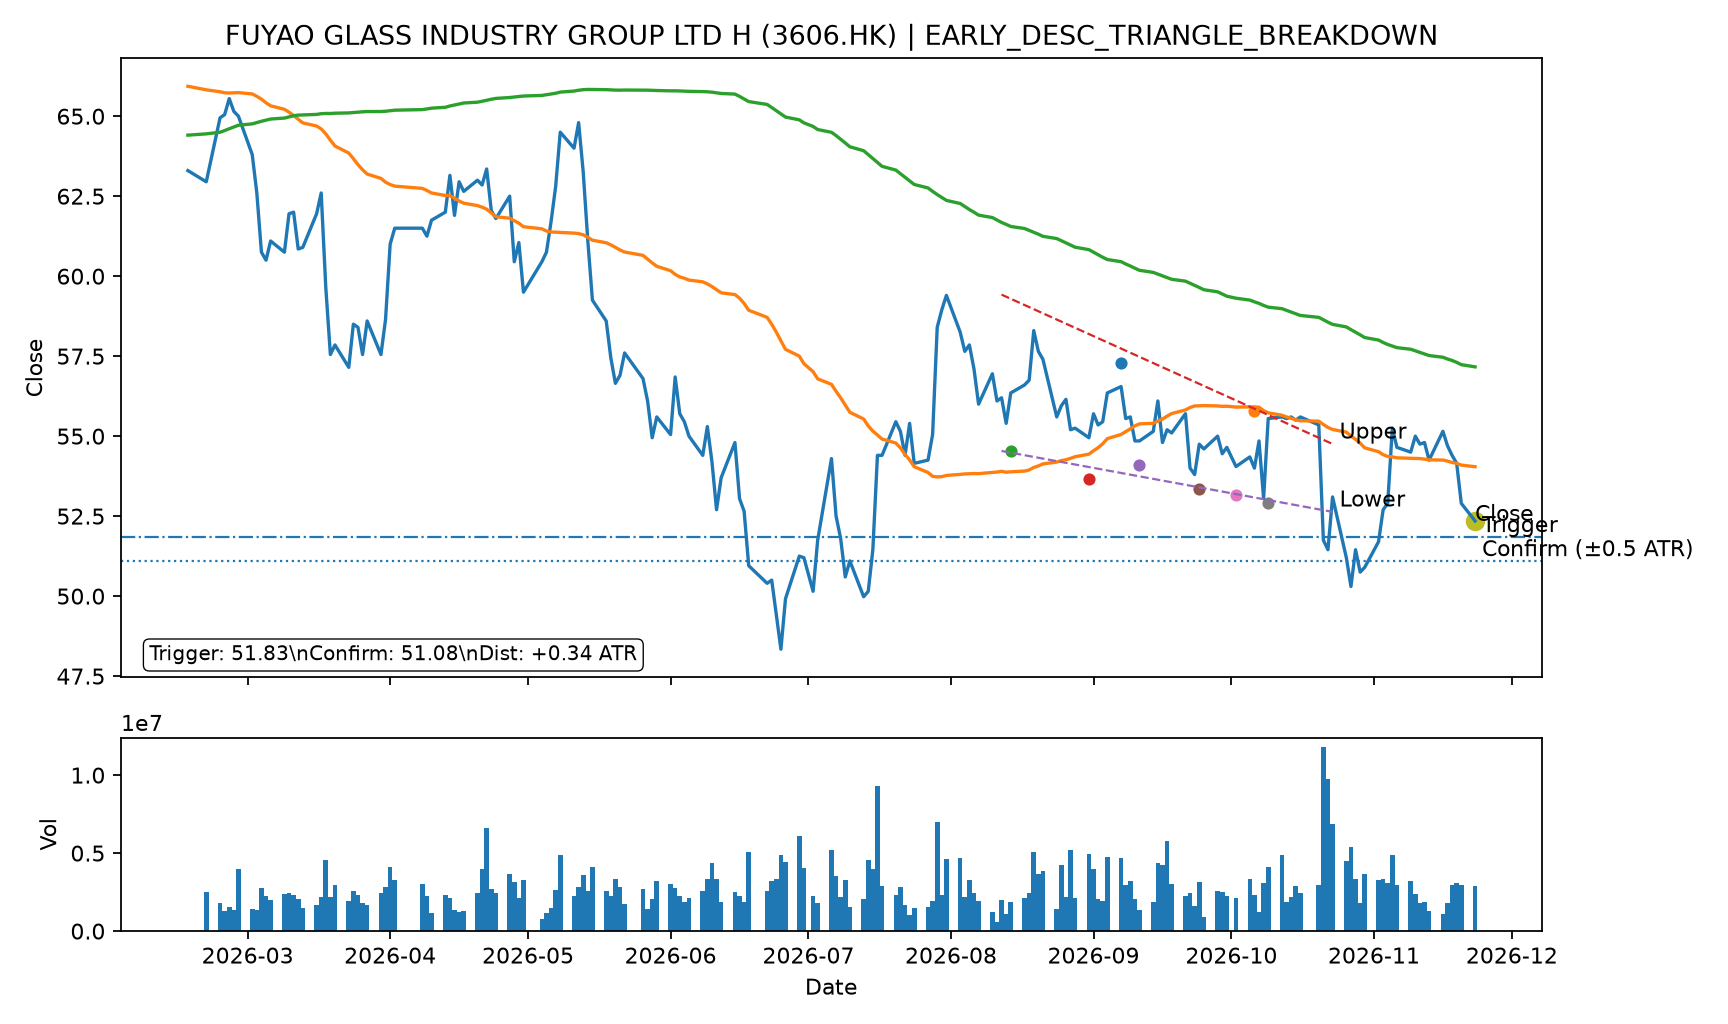 FUYAO GLASS INDUSTRY GROUP LTD H (3606.HK) | EARLY_DESC_TRIANGLE_BREAKDOWN
Close
65.0
62.5
60.0
57.5
55.0
52.5
50.0
47.5
Upper
Lower
Close
Trigger
Confirm (±0.5 ATR)
Trigger: 51.83\nConfirm: 51.08\nDist: +0.34 ATR
1e7
Vol
1.0
0.5
0.0
2026-03 2026-04 2026-05 2026-06 2026-07 2026-08 2026-09 2026-10 2026-11 2026-12
Date